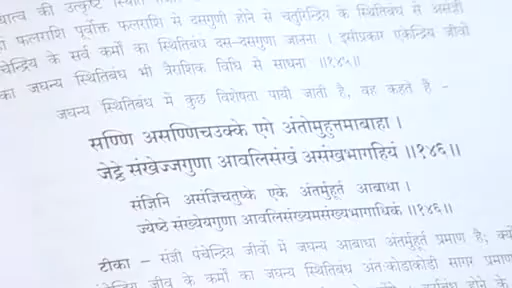 की उत्कृष्ट स्थिति
फलराशि पूर्वोक्त फलराशि में दसगुणी होने से चतुरिन्द्रिय के स्थितिबंध में असंज्ञी
चेन्द्रिय के सर्व कर्मों का स्थितिबंध दस-दसगुणा जानना । इसीप्रकार एकेन्द्रिय जीवों
का जघन्य स्थितिबंध भी त्रैराशिक विधि से साधना ॥१४५॥
जघन्य स्थितिबंध में कुछ विशेषता पायी जाती है, वह कहते हैं -
सण्णि असण्णिचउक्के एगे अंतोमुहुत्तमाबाहा ।
जेट्ठे संखेज्जगुणा आवलिसंखं असंखभागहियं ॥१४६॥
संज्ञिनि असंज्ञिचतुष्के एके अंतर्मुहूर्त आबाधा ।
ज्येष्टे संख्येयगुणा आवलिसंख्यमसंख्यभागाधिकं ॥१४६॥
टीका - संज्ञी पंचेन्द्रिय जीवों में जघन्य आबाधा अंतर्मुहूर्त प्रमाण है;
जीव के कर्मों का जघन्य स्थितिबंध अंतःकोडाकोडी सागर प्रमाण